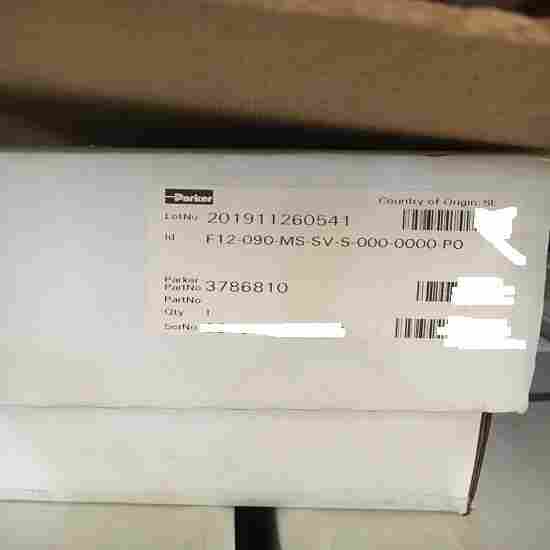 Parker
Country of Origin: SE
LotNo 201911260541
Id F12-090-MS-SV-S-000-0000-P0
Parker
PartNo 3786810
PartNo
Qty 1
SerNo